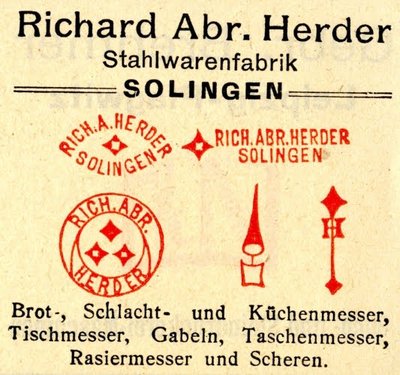 Richard Abr. Herder
Stahlwarenfabrik
SOLINGEN
RICH.A.HERDER
SOLINGEN
RICH.ABR.HERDER
SOLINGEN
RICH.ABR.
HERDER
H
Brot-, Schlacht- und Küchenmesser,
Tischmesser, Gabeln, Taschenmesser,
Rasiermesser und Scheren.